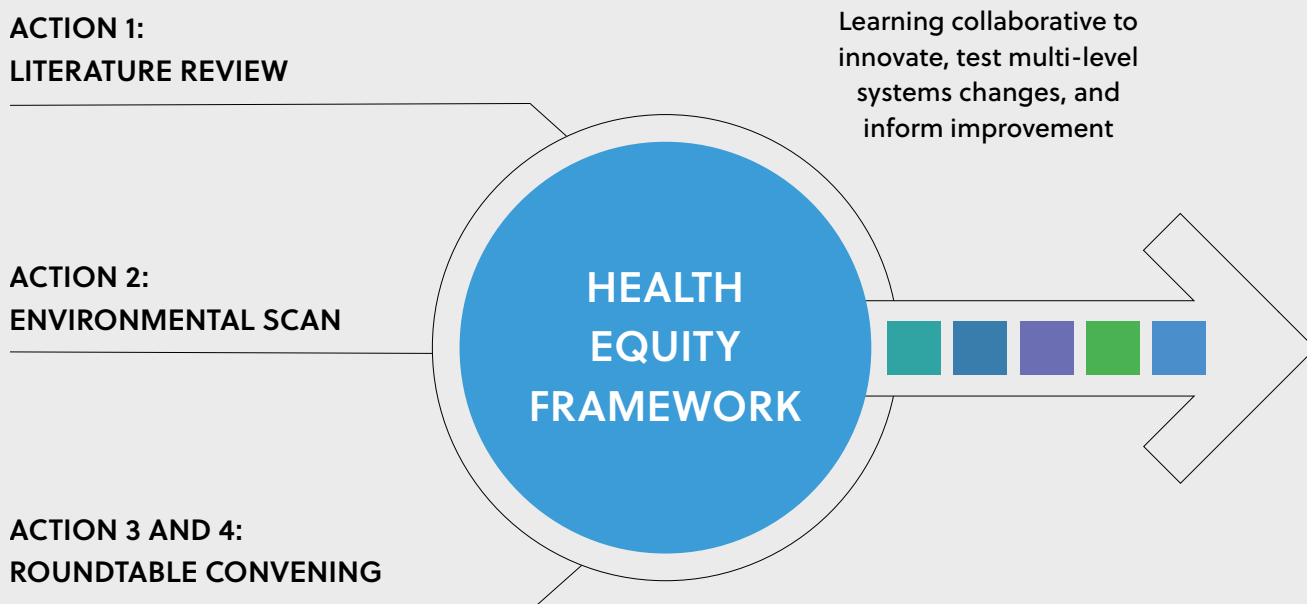 ACTION 1:
LITERATURE REVIEW
Learning collaborative to
innovate, test multi-level
systems changes, and
inform improvement
ACTION 2:
ENVIRONMENTAL SCAN
HEALTH
EQUITY
FRAMEWORK
ACTION 3 AND 4:
ROUNDTABLE CONVENING